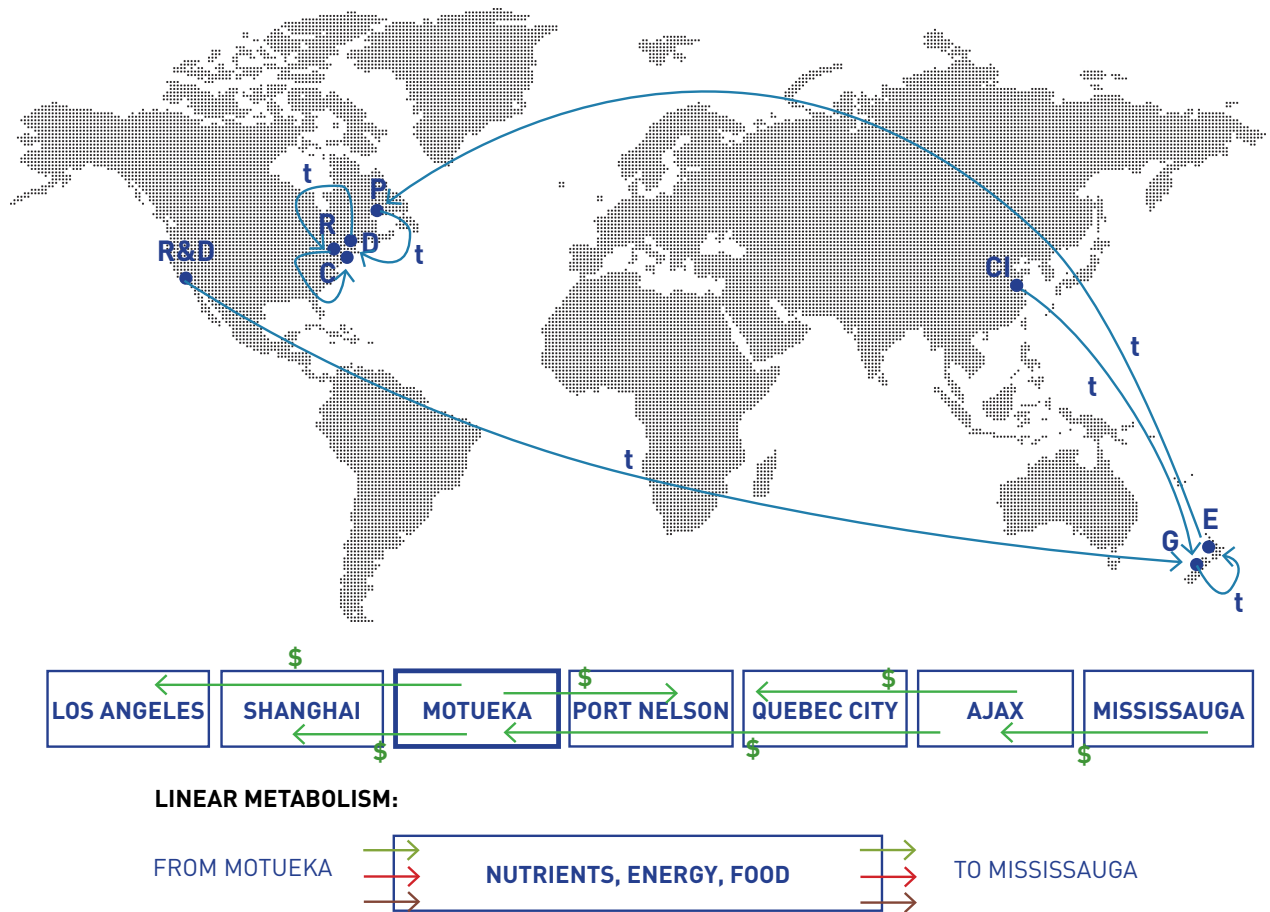 t
P
R
D
R&D
t
C
CI
t
t
t
E
G
t
$
$
$
LOS ANGELES
SHANGHAI
MOTUEKA
PORT NELSON
QUEBEC CITY
AJAX
MISSISSAUGA
$
$
$
LINEAR METABOLISM:
FROM MOTUEKA
NUTRIENTS, ENERGY, FOOD
TO MISSISSAUGA